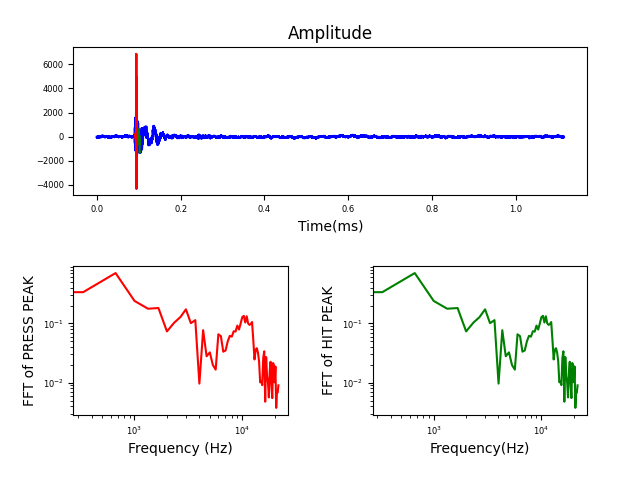 Amplitude
6000
4000
2000
0
−2000
−4000
0.0 0.2 0.4 0.6 0.8 1.0
Time(ms)
FFT of PRESS PEAK
10⁻¹
10⁻²
10³ 10⁴
Frequency (Hz)
FFT of HIT PEAK
10⁻¹
10⁻²
10³ 10⁴
Frequency(Hz)